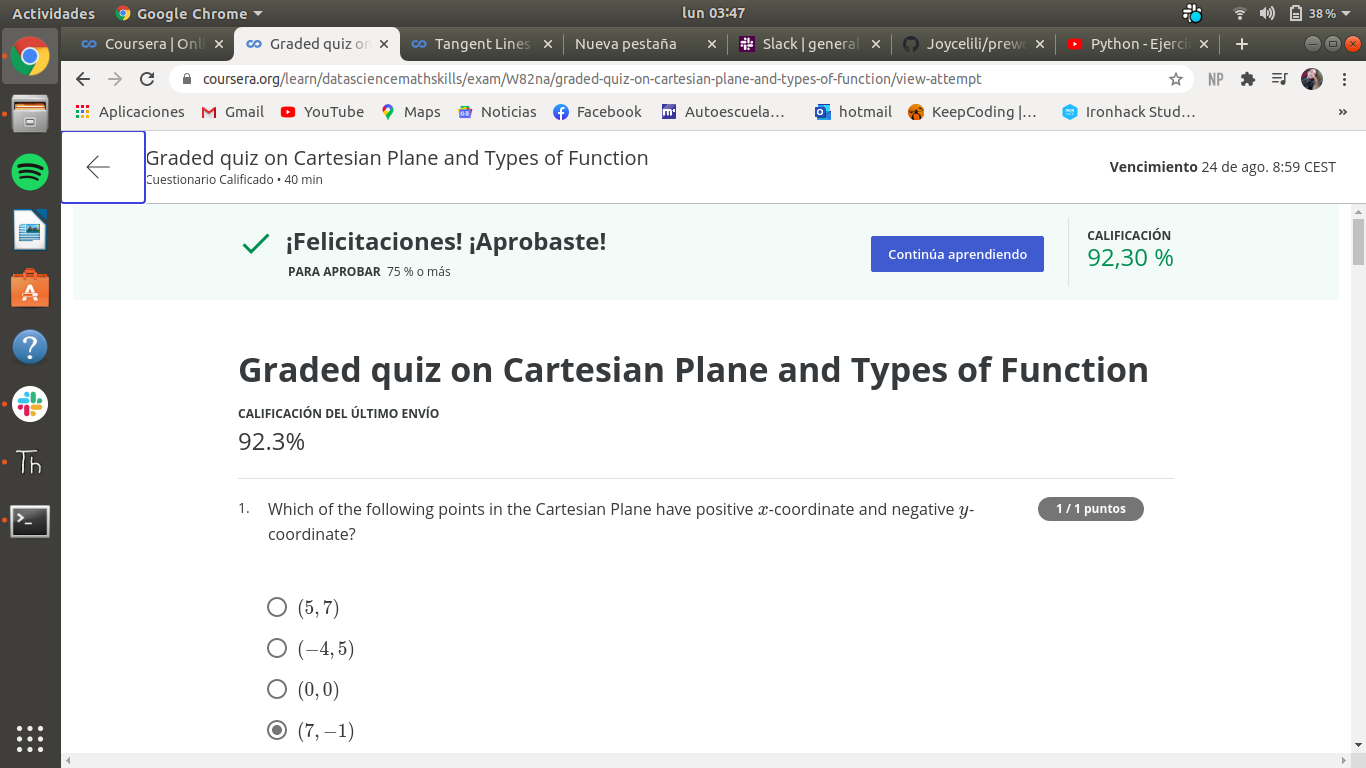 Actividades Google Chrome lun 03:47 38 %
Coursera | Onl Graded quiz on Tangent Lines Nueva pestaña Slack | general Joycelili/prew Python - Ejerci
coursera.org/learn/datasciencemathskills/exam/W82na/graded-quiz-on-cartesian-plane-and-types-of-function/view-attempt NP
Aplicaciones Gmail YouTube Maps Noticias Facebook Autoescuela... hotmail KeepCoding |... Ironhack Stud... »
Graded quiz on Cartesian Plane and Types of Function
Cuestionario Calificado • 40 min
Vencimiento 24 de ago. 8:59 CEST
¡Felicitaciones! ¡Aprobaste!
PARA APROBAR 75 % o más
Continúa aprendiendo
CALIFICACIÓN
92,30 %
Graded quiz on Cartesian Plane and Types of Function
CALIFICACIÓN DEL ÚLTIMO ENVÍO
92.3%
1. Which of the following points in the Cartesian Plane have positive x-coordinate and negative y-
coordinate?
1 / 1 puntos
(5, 7)
(−4, 5)
(0, 0)
(7, −1)
Th